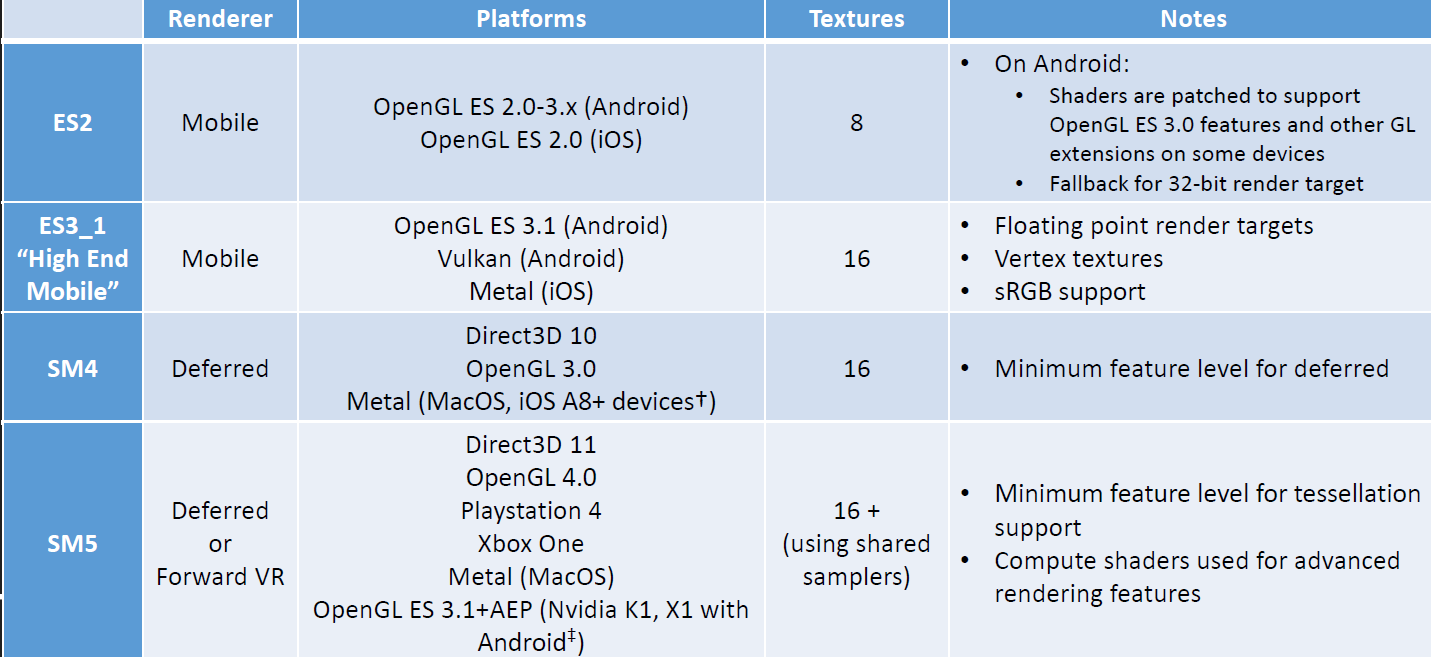 Renderer Platforms Textures Notes
ES2
Mobile
OpenGL ES 2.0-3.x (Android)
OpenGL ES 2.0 (iOS)
8
• On Android:
• Shaders are patched to support
OpenGL ES 3.0 features and other GL
extensions on some devices
• Fallback for 32-bit render target
ES3_1
“High End
Mobile”
Mobile
OpenGL ES 3.1 (Android)
Vulkan (Android)
Metal (iOS)
16
• Floating point render targets
• Vertex textures
• sRGB support
SM4
Deferred
Direct3D 10
OpenGL 3.0
Metal (MacOS, iOS A8+ devices†)
16
• Minimum feature level for deferred
SM5
Deferred
or
Forward VR
Direct3D 11
OpenGL 4.0
Playstation 4
Xbox One
Metal (MacOS)
OpenGL ES 3.1+AEP (Nvidia K1, X1 with
Android‡)
16 +
(using shared
samplers)
• Minimum feature level for tessellation
support
• Compute shaders used for advanced
rendering features